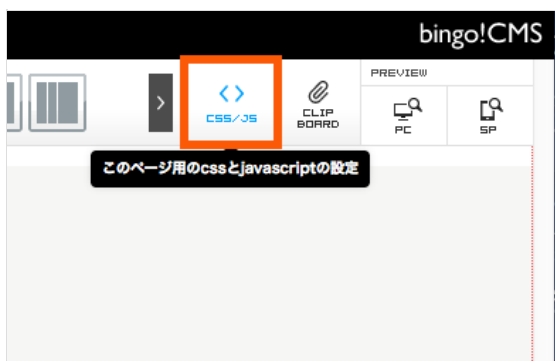 bingo!CMS
PREVIEW
CSS/JS
CLIP
BOARD
PC
SP
このページ用のcssとjavascriptの設定